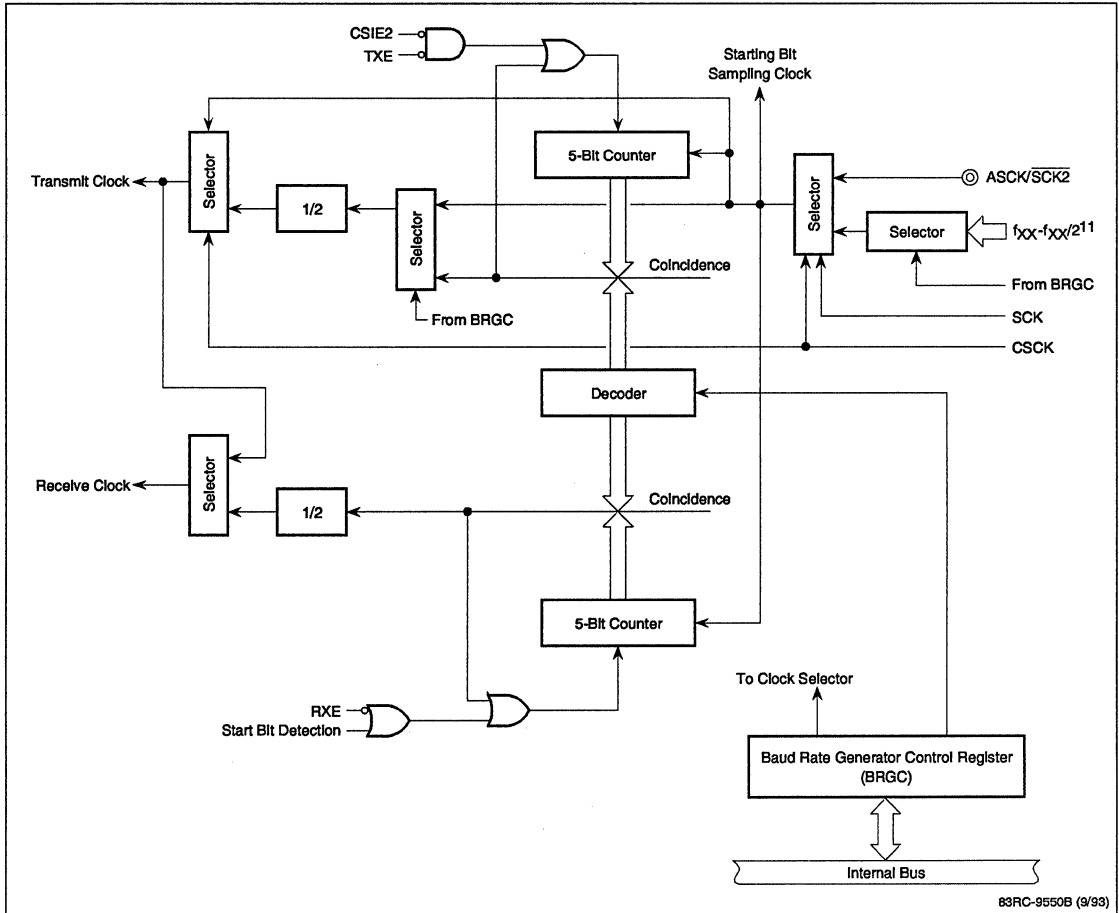 CSIE2
TXE
Starting Bit
Sampling Clock
5-Bit Counter
Transmit Clock
Selector
1/2
Selector
Selector
ASCK/S̅C̅K̅2̅
Selector
fXX-fXX/2¹¹
Coincidence
From BRGC
From BRGC
SCK
CSCK
Decoder
Receive Clock
Selector
1/2
Coincidence
5-Bit Counter
To Clock Selector
RXE
Start Bit Detection
Baud Rate Generator Control Register
(BRGC)
Internal Bus
83RC-9550B (9/93)